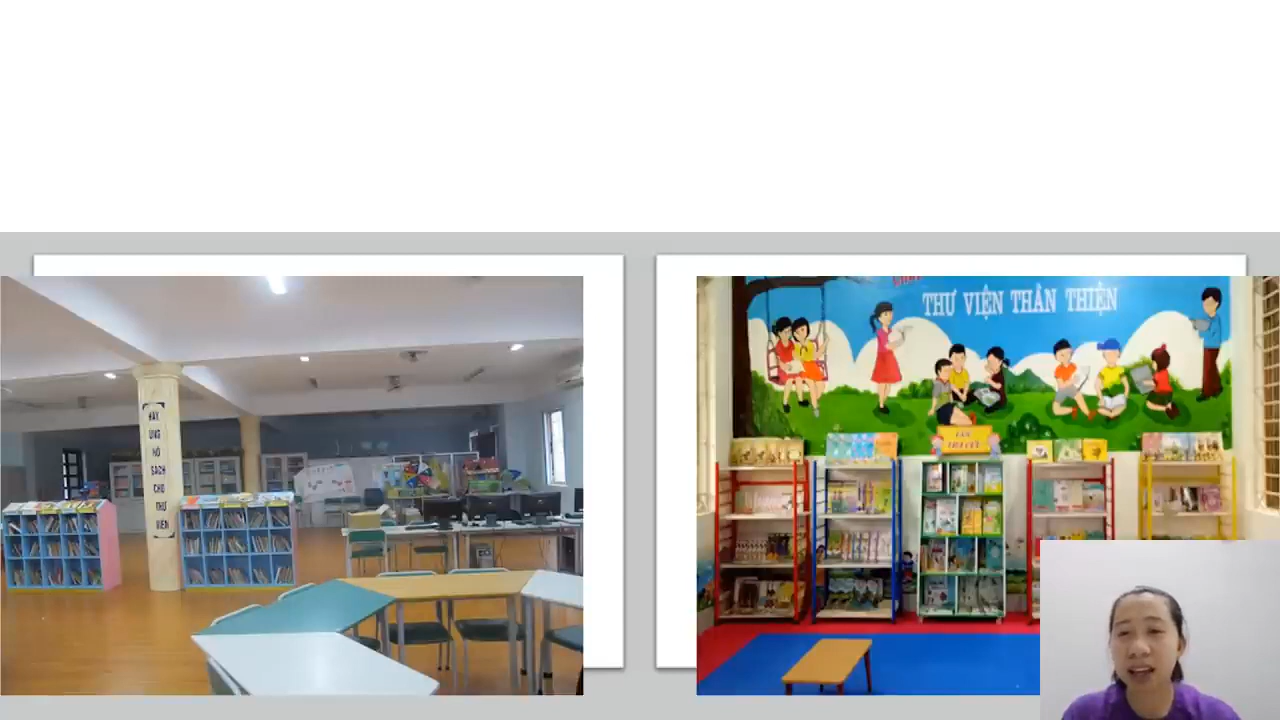 HÃY
ỦNG
HỘ
SÁCH
CHO
THƯ
VIỆN
THƯ VIỆN THÂN THIỆN